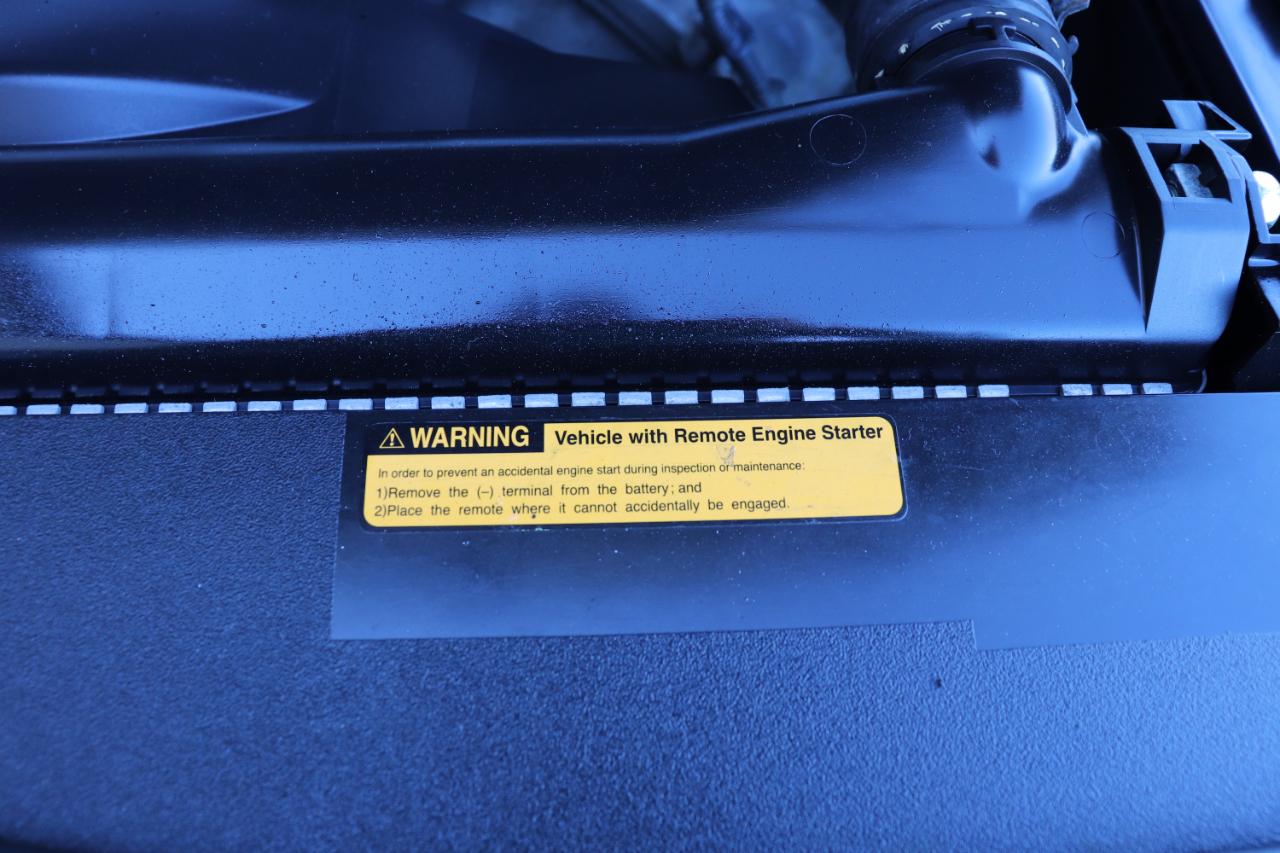 WARNING Vehicle with Remote Engine Starter
In order to prevent an accidental engine start during inspection or maintenance:
1)Remove the (–) terminal from the battery; and
2)Place the remote where it cannot accidentally be engaged.